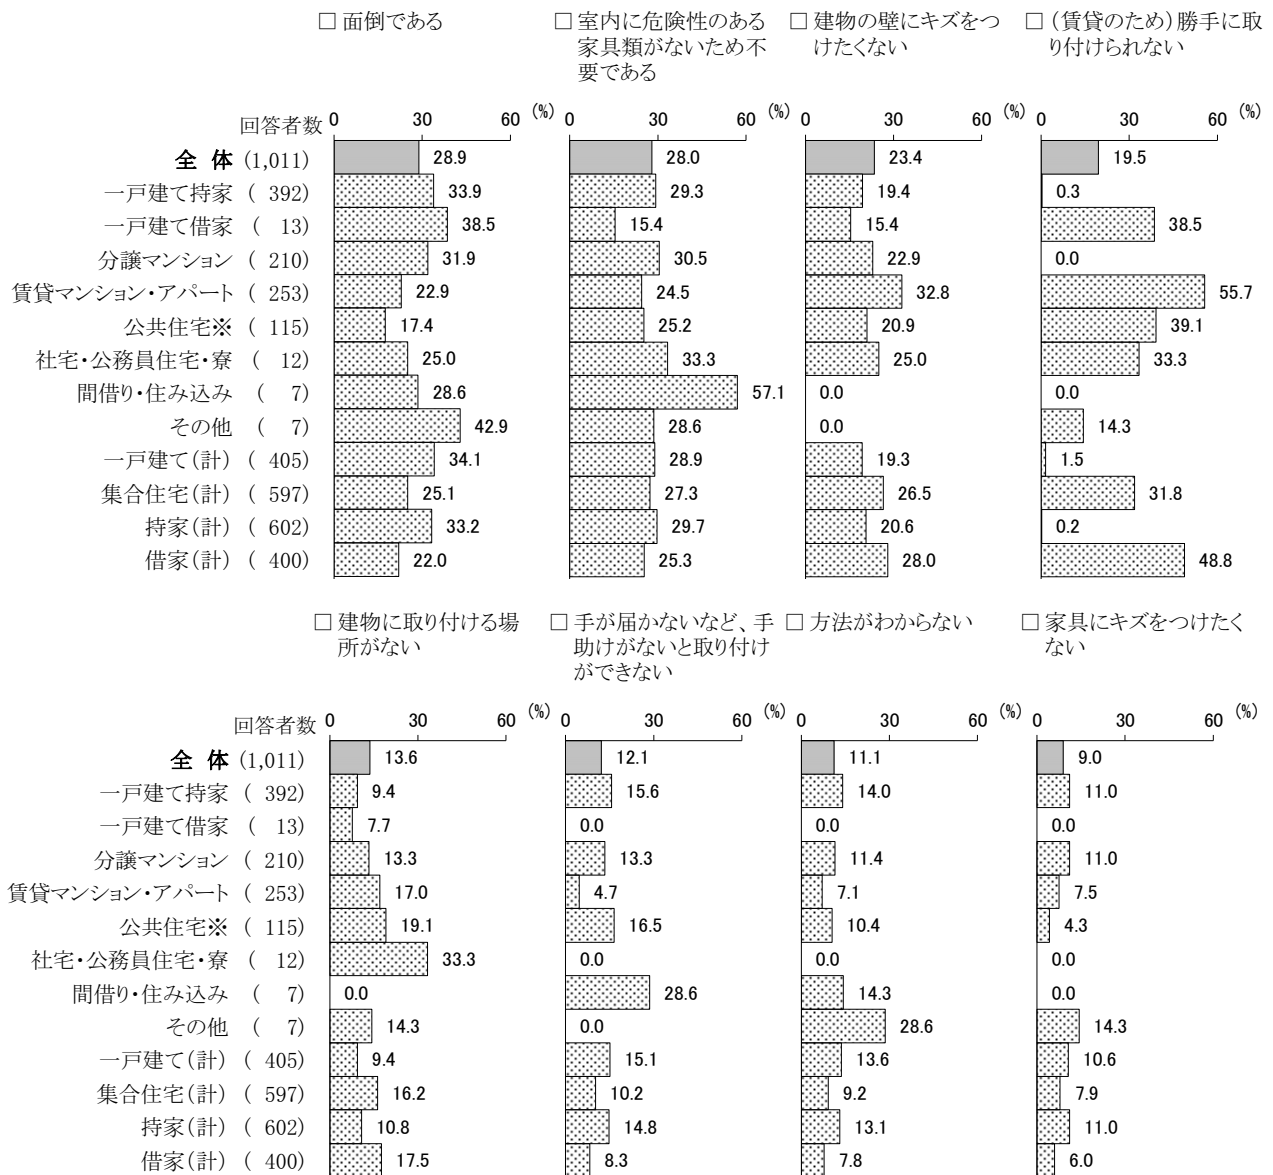 □ 面倒である
□ 室内に危険性のある
家具類がないため不
要である
□ 建物の壁にキズをつ
けたくない
□ (賃貸のため)勝手に取
り付けられない
回答者数 0 30 60 (%) 0 30 60 (%) 0 30 60 (%) 0 30 60 (%)
全 体 (1,011) 28.9 28.0 23.4 19.5
一戸建て持家 ( 392) 33.9 29.3 19.4 0.3
一戸建て借家 ( 13) 38.5 15.4 15.4 38.5
分譲マンション ( 210) 31.9 30.5 22.9 0.0
賃貸マンション・アパート ( 253) 22.9 24.5 32.8 55.7
公共住宅※ ( 115) 17.4 25.2 20.9 39.1
社宅・公務員住宅・寮 ( 12) 25.0 33.3 25.0 33.3
間借り・住み込み ( 7) 28.6 57.1 0.0 0.0
その他 ( 7) 42.9 28.6 0.0 14.3
一戸建て(計) ( 405) 34.1 28.9 19.3 1.5
集合住宅(計) ( 597) 25.1 27.3 26.5 31.8
持家(計) ( 602) 33.2 29.7 20.6 0.2
借家(計) ( 400) 22.0 25.3 28.0 48.8
□ 建物に取り付ける場
所がない
□ 手が届かないなど、手
助けがないと取り付け
ができない
□ 方法がわからない
□ 家具にキズをつけたく
ない
回答者数 0 30 60 (%) 0 30 60 (%) 0 30 60 (%) 0 30 60 (%)
全 体 (1,011) 13.6 12.1 11.1 9.0
一戸建て持家 ( 392) 9.4 15.6 14.0 11.0
一戸建て借家 ( 13) 7.7 0.0 0.0 0.0
分譲マンション ( 210) 13.3 13.3 11.4 11.0
賃貸マンション・アパート ( 253) 17.0 4.7 7.1 7.5
公共住宅※ ( 115) 19.1 16.5 10.4 4.3
社宅・公務員住宅・寮 ( 12) 33.3 0.0 0.0 0.0
間借り・住み込み ( 7) 0.0 28.6 14.3 0.0
その他 ( 7) 14.3 0.0 28.6 14.3
一戸建て(計) ( 405) 9.4 15.1 13.6 10.6
集合住宅(計) ( 597) 16.2 10.2 9.2 7.9
持家(計) ( 602) 10.8 14.8 13.1 11.0
借家(計) ( 400) 17.5 8.3 7.8 6.0